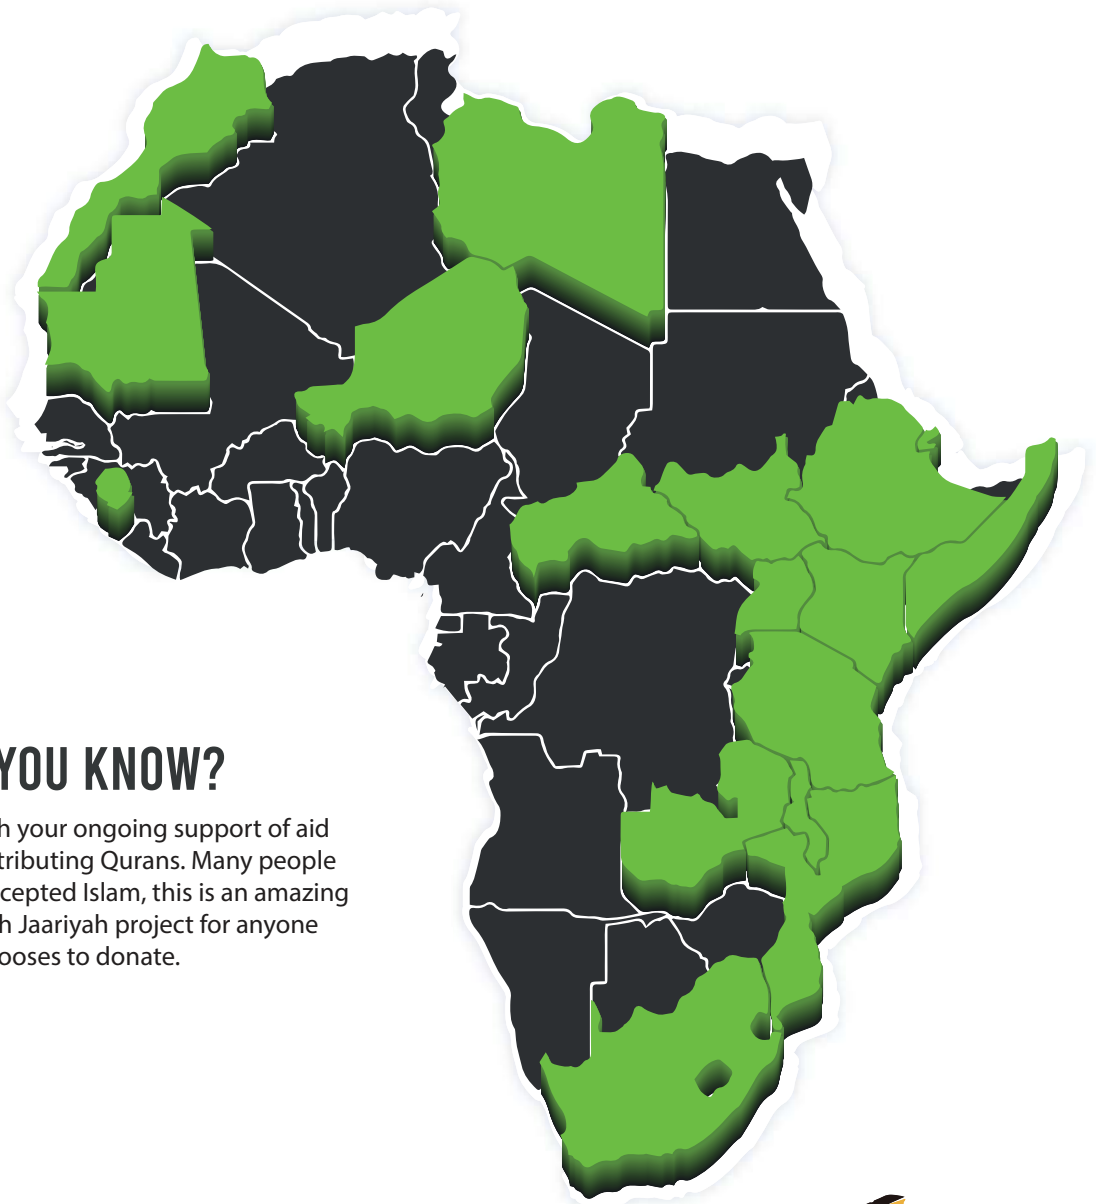 YOU KNOW?
h your ongoing support of aid
tributing Qurans. Many people
cepted Islam, this is an amazing
h Jaariyah project for anyone
ooses to donate.